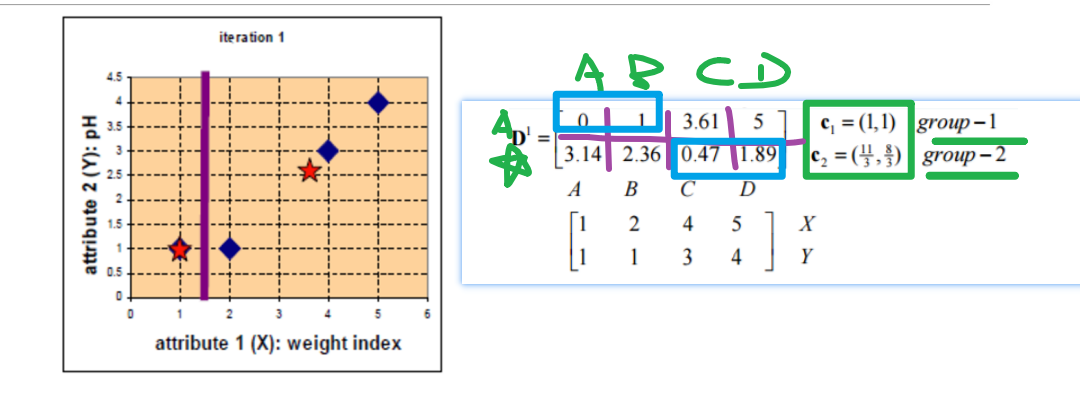 iteration 1
attribute 2 (Y): pH
4.5
4
3.5
3
2.5
2
1.5
1
0.5
0
0 1 2 3 4 5 6
attribute 1 (X): weight index
A B C D
A
D¹ = [ 0 1 3.61 5 ] c₁ = (1,1) group – 1
[ 3.14 2.36 0.47 1.89 ] c₂ = (11/3, 8/3) group – 2
A B C D
[ 1 2 4 5 ] X
[ 1 1 3 4 ] Y